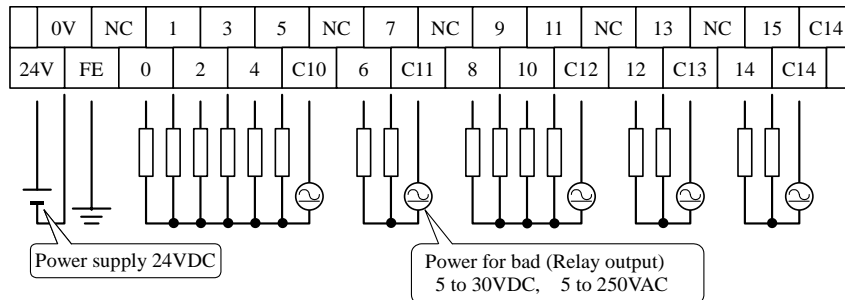 0V NC 1 3 5 NC 7 NC 9 11 NC 13 NC 15 C14
24V FE 0 2 4 C10 6 C11 8 10 C12 12 C13 14 C14
Power supply 24VDC
Power for bad (Relay output)
5 to 30VDC, 5 to 250VAC